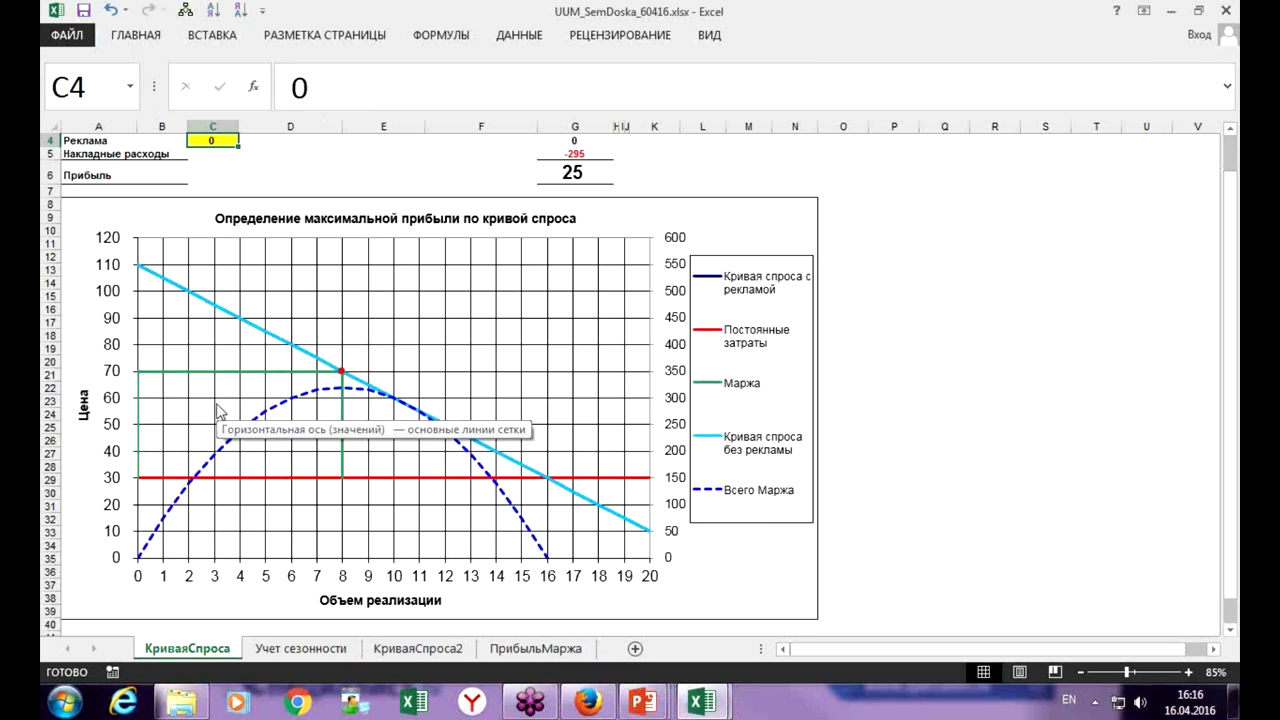 UUM_SemDoska_60416.xlsx - Excel
ФАЙЛ ГЛАВНАЯ ВСТАВКА РАЗМЕТКА СТРАНИЦЫ ФОРМУЛЫ ДАННЫЕ РЕЦЕНЗИРОВАНИЕ ВИД Вход
C4 fx 0
A B C D E F G H I J K L M N O P Q R S T U V
4 Реклама 0 0
5 Накладные расходы -295
6 Прибыль 25
7
8
9
10
11
12
13
14
15
16
17
18
19
20
21
22
23
24
25
26
27
28
29
30
31
32
33
34
35
36
37
38
39
40
Определение максимальной прибыли по кривой спроса
120 600
110 550
100 500
90 450
80 400
70 350
60 300
50 250
40 200
30 150
20 100
10 50
0 0
Цена
0 1 2 3 4 5 6 7 8 9 10 11 12 13 14 15 16 17 18 19 20
Объем реализации
Горизонтальная ось (значений) — основные линии сетки
Кривая спроса с
рекламой
Постоянные
затраты
Маржа
Кривая спроса
без рекламы
Всего Маржа
КриваяСпроса Учет сезонности КриваяСпроса2 ПрибыльМаржа
ГОТОВО 85%
EN 16:16
16.04.2016